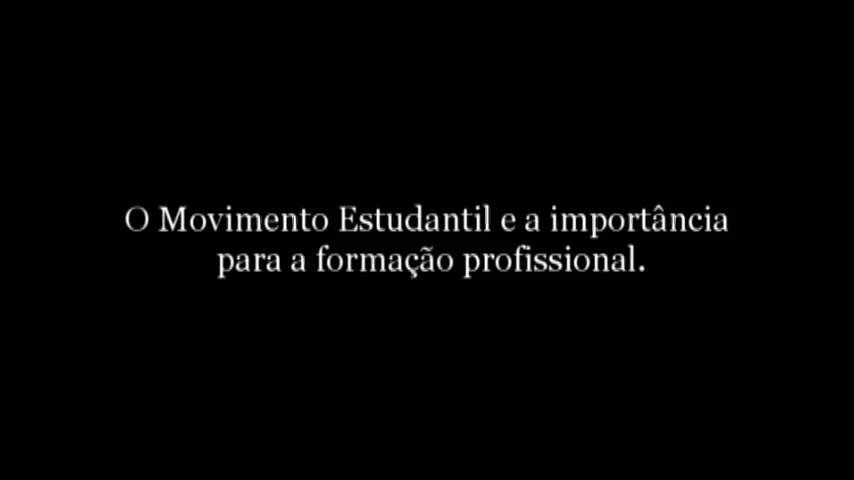 O Movimento Estudantil e a importância
para a formação profissional.